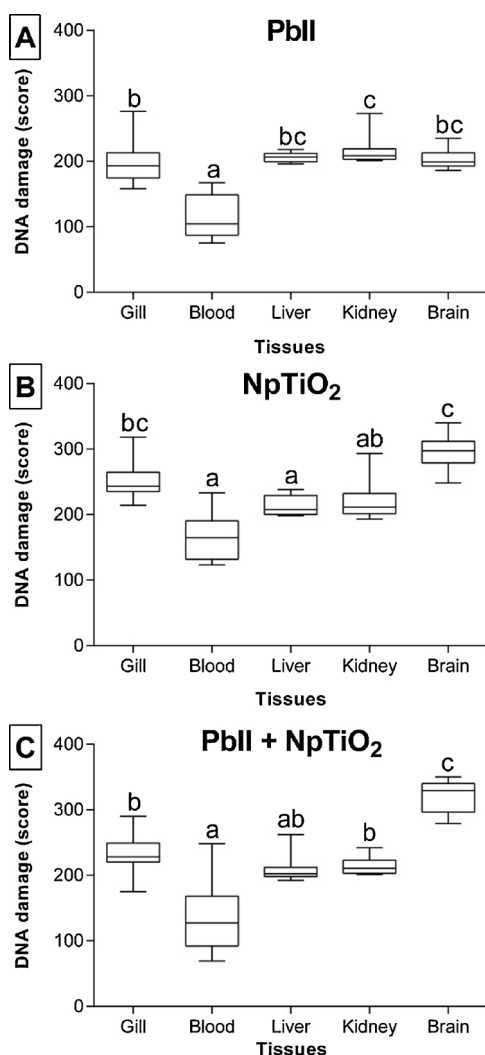 A
PbII
400
300
200
100
0
DNA damage (score)
b
a
bc
c
bc
Gill Blood Liver Kidney Brain
Tissues
B
NpTiO₂
400
300
200
100
0
DNA damage (score)
bc
a
a
ab
c
Gill Blood Liver Kidney Brain
Tissues
C
PbII + NpTiO₂
400
300
200
100
0
DNA damage (score)
b
a
ab
b
c
Gill Blood Liver Kidney Brain
Tissues